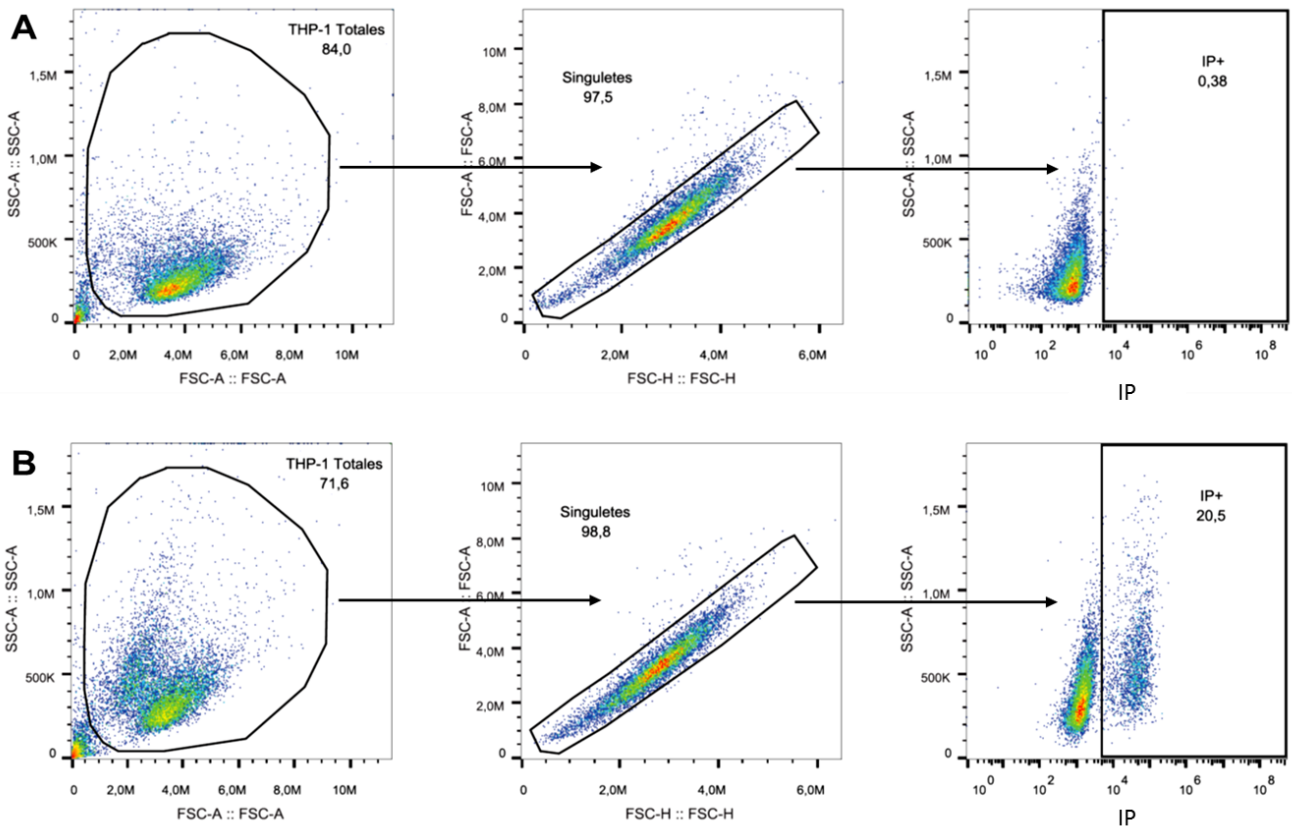 A
THP-1 Totales
84,0
SSC-A :: SSC-A
1,5M
1,0M
500K
0
0 2,0M 4,0M 6,0M 8,0M 10M
FSC-A :: FSC-A
Singuletes
97,5
FSC-A :: FSC-A
10M
8,0M
6,0M
4,0M
2,0M
0
0 2,0M 4,0M 6,0M
FSC-H :: FSC-H
IP+
0,38
SSC-A :: SSC-A
1,5M
1,0M
500K
0
10^0 10^2 10^4 10^6 10^8
IP
B
THP-1 Totales
71,6
SSC-A :: SSC-A
1,5M
1,0M
500K
0
0 2,0M 4,0M 6,0M 8,0M 10M
FSC-A :: FSC-A
Singuletes
98,8
FSC-A :: FSC-A
10M
8,0M
6,0M
4,0M
2,0M
0
0 2,0M 4,0M 6,0M
FSC-H :: FSC-H
IP+
20,5
SSC-A :: SSC-A
1,5M
1,0M
500K
0
10^0 10^2 10^4 10^6 10^8
IP